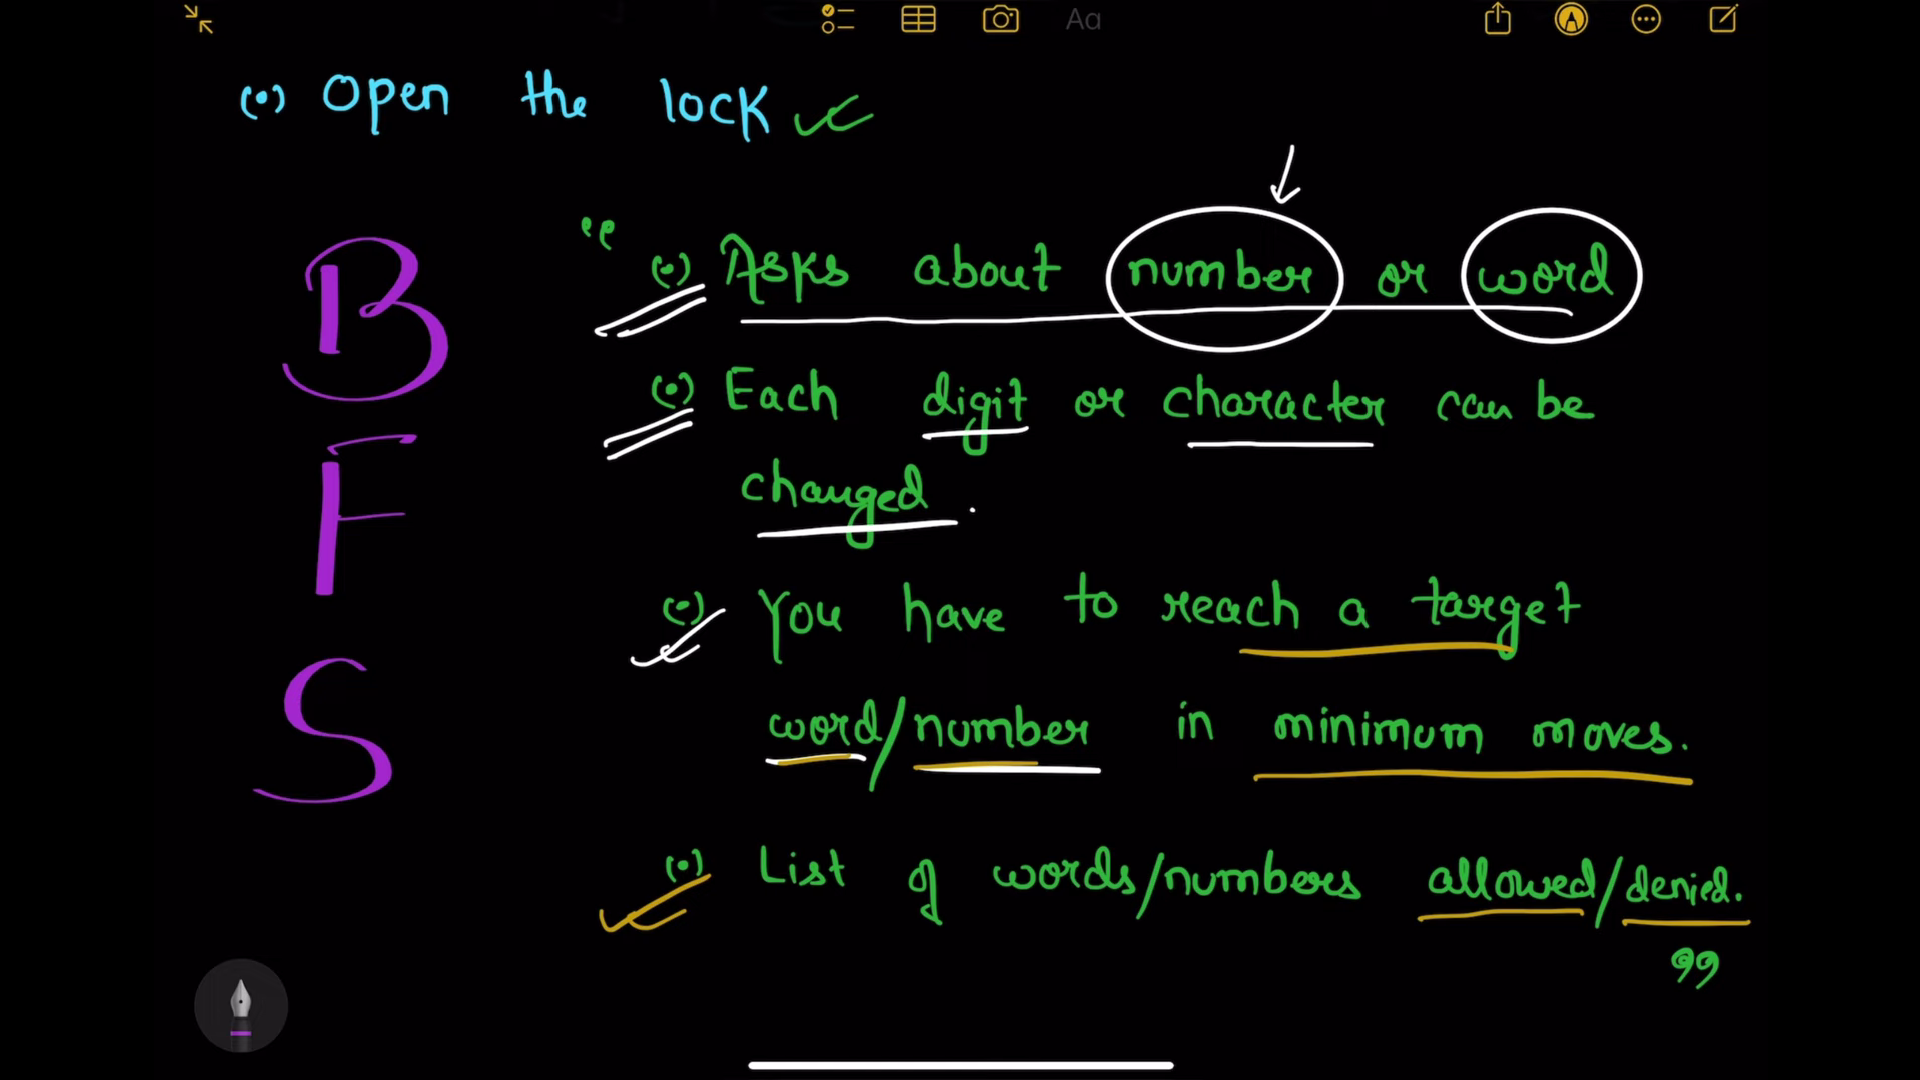 Aa
(•) Open the lock
B
F
S
“ (•) Asks about number or word
(•) Each digit or character can be
changed.
(•) You have to reach a target
word/number in minimum moves.
(•) List of words/numbers allowed/denied.
”